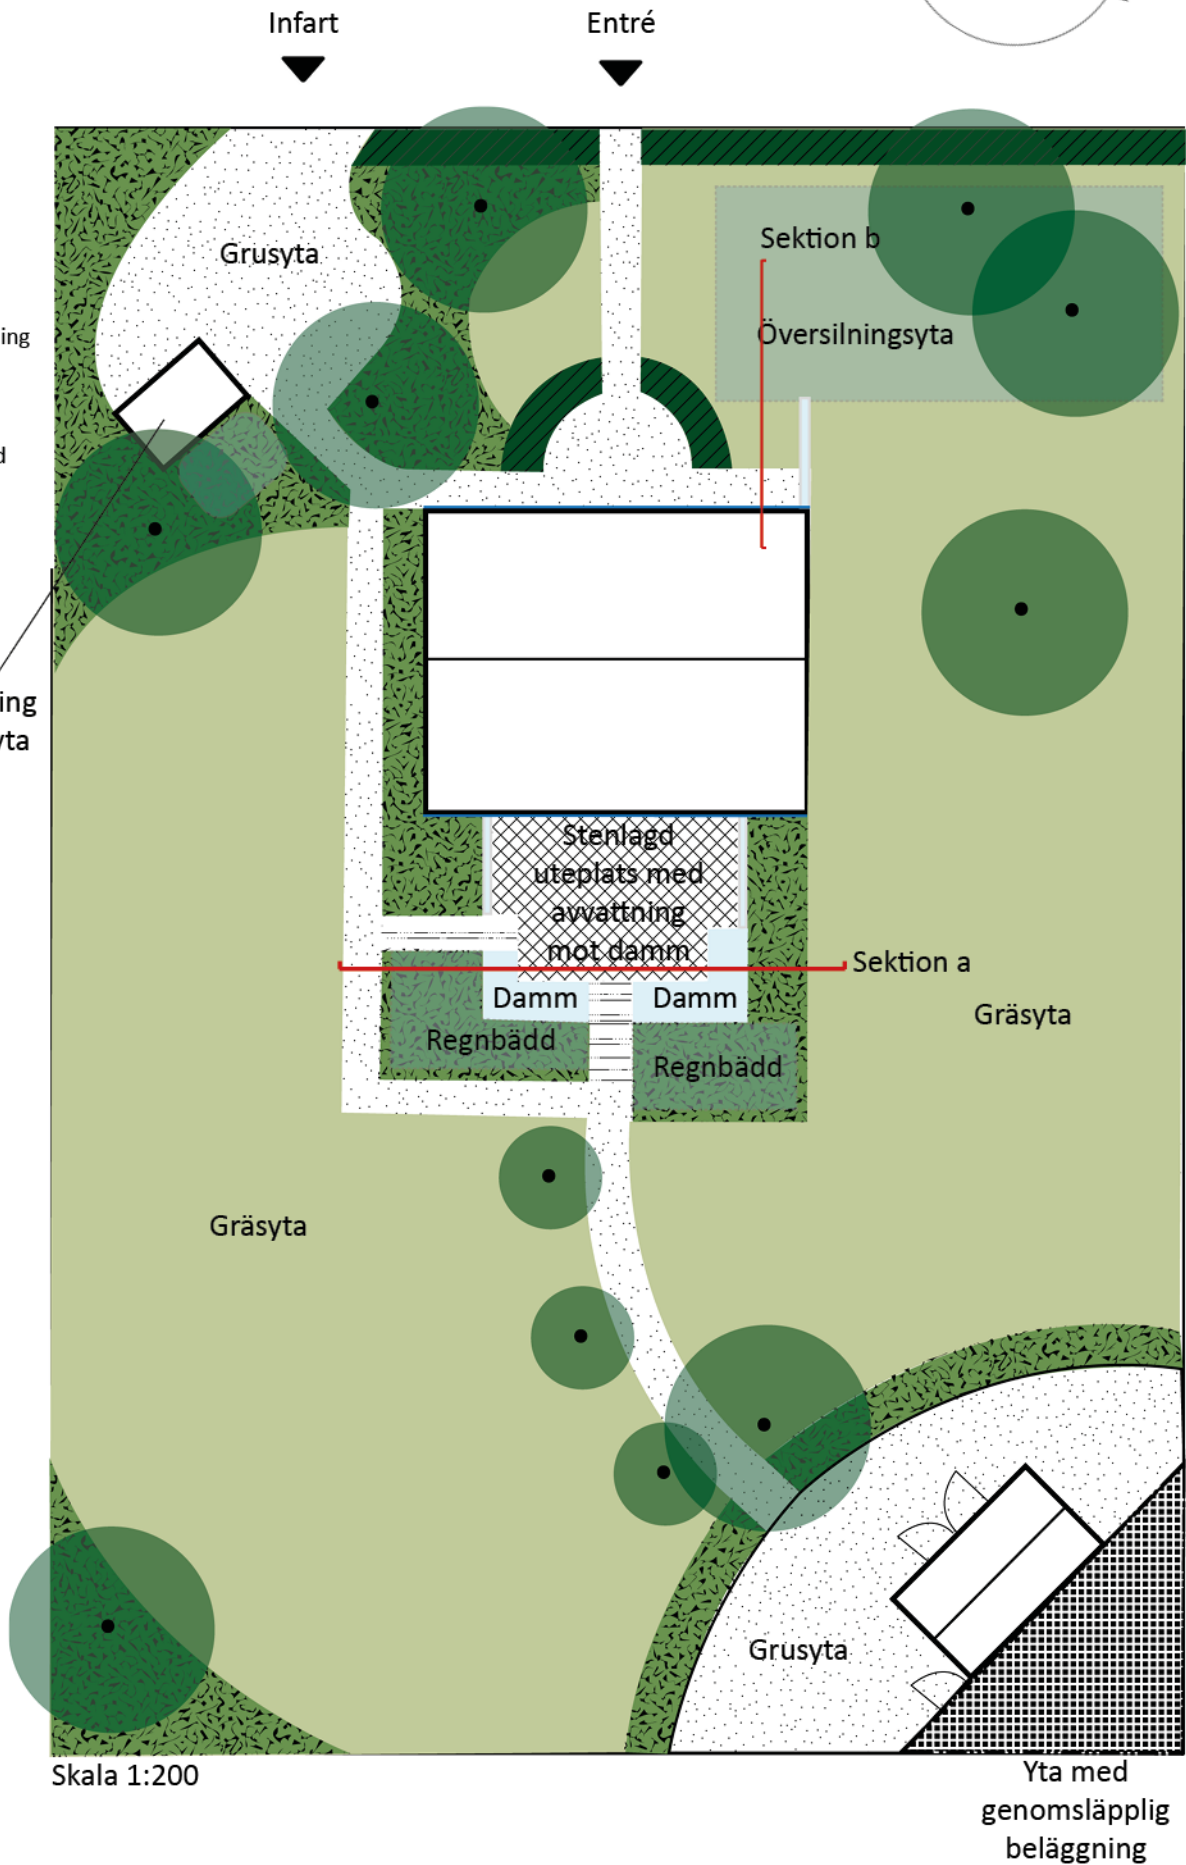 Infart
Entré
Grusyta
Sektion b
Översilningsyta
ing
d
ing
yta
Stenlagd
uteplats med
avvattning
mot damm
Sektion a
Damm
Damm
Gräsyta
Regnbädd
Regnbädd
Gräsyta
Grusyta
Skala 1:200
Yta med
genomsläpplig
beläggning